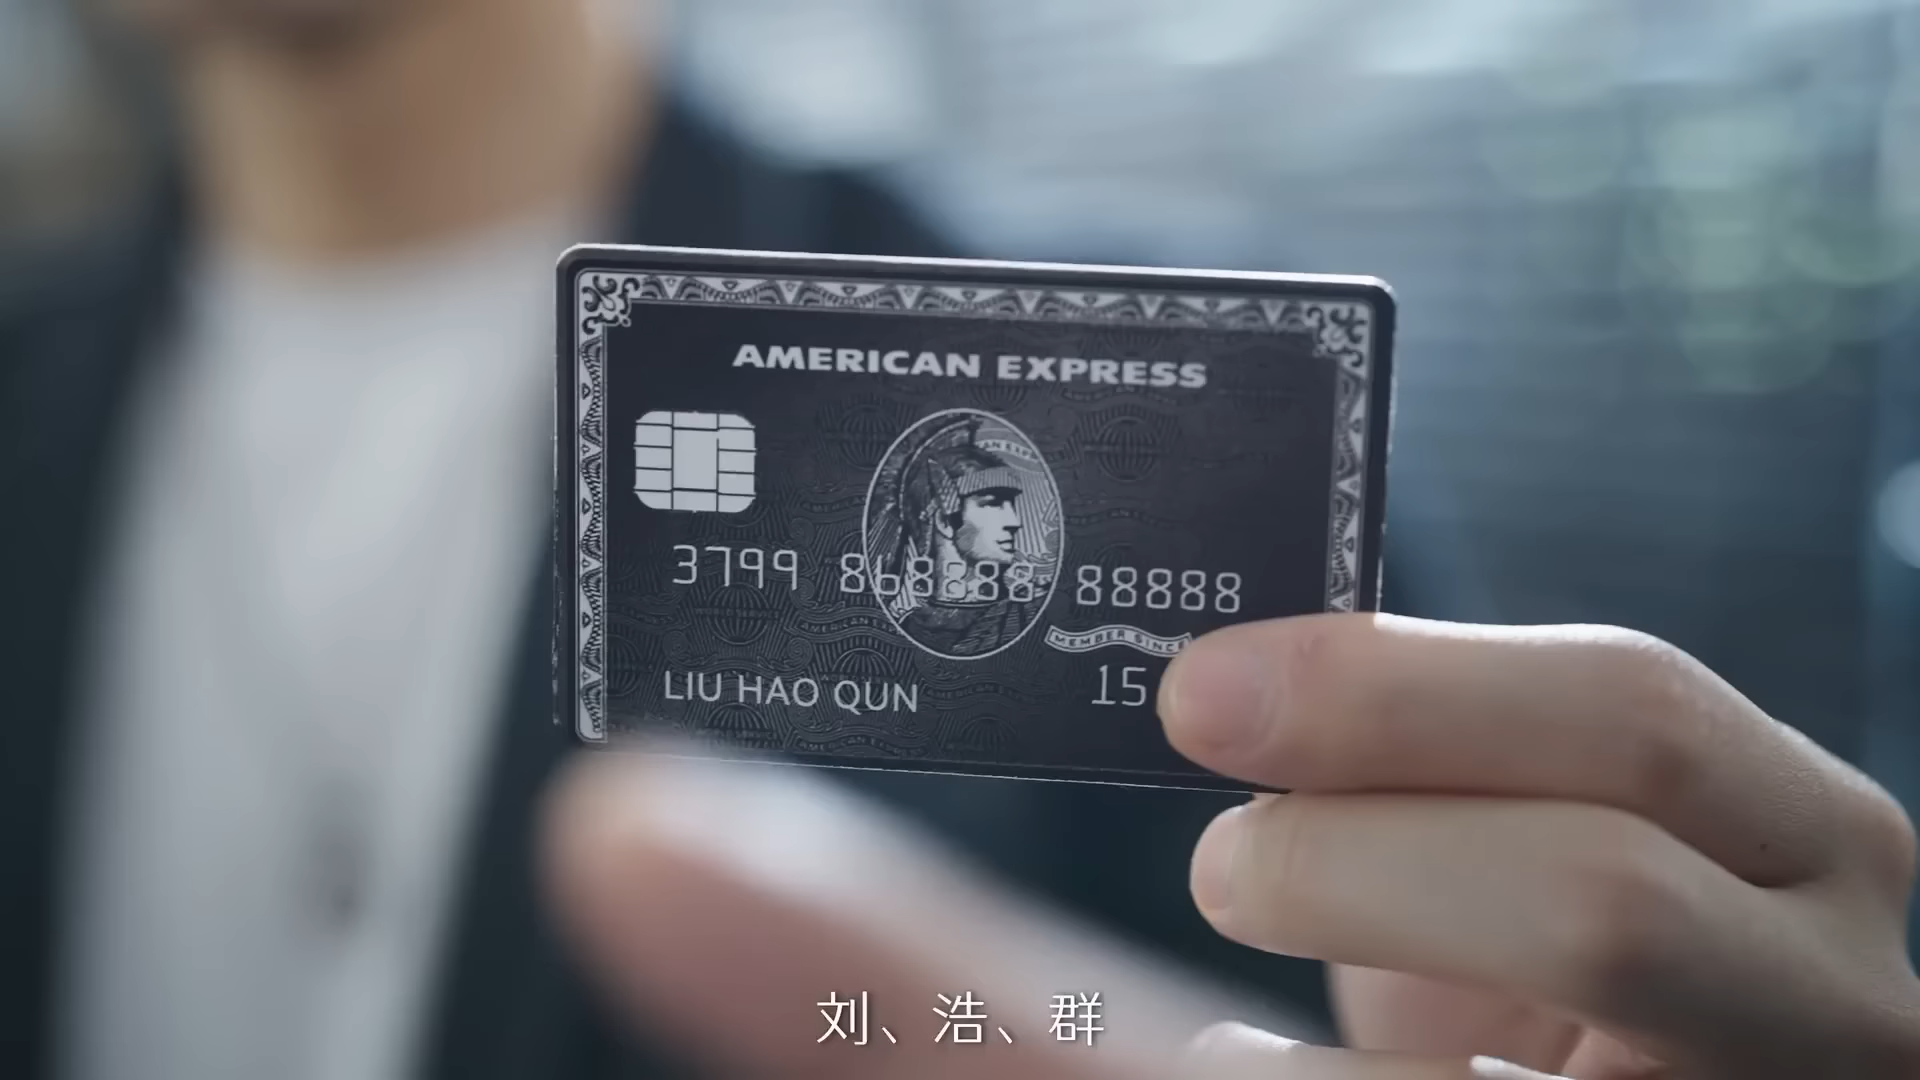 AMERICAN EXPRESS
3799 868888 88888
MEMBER SINCE
LIU HAO QUN
15
刘、浩、群